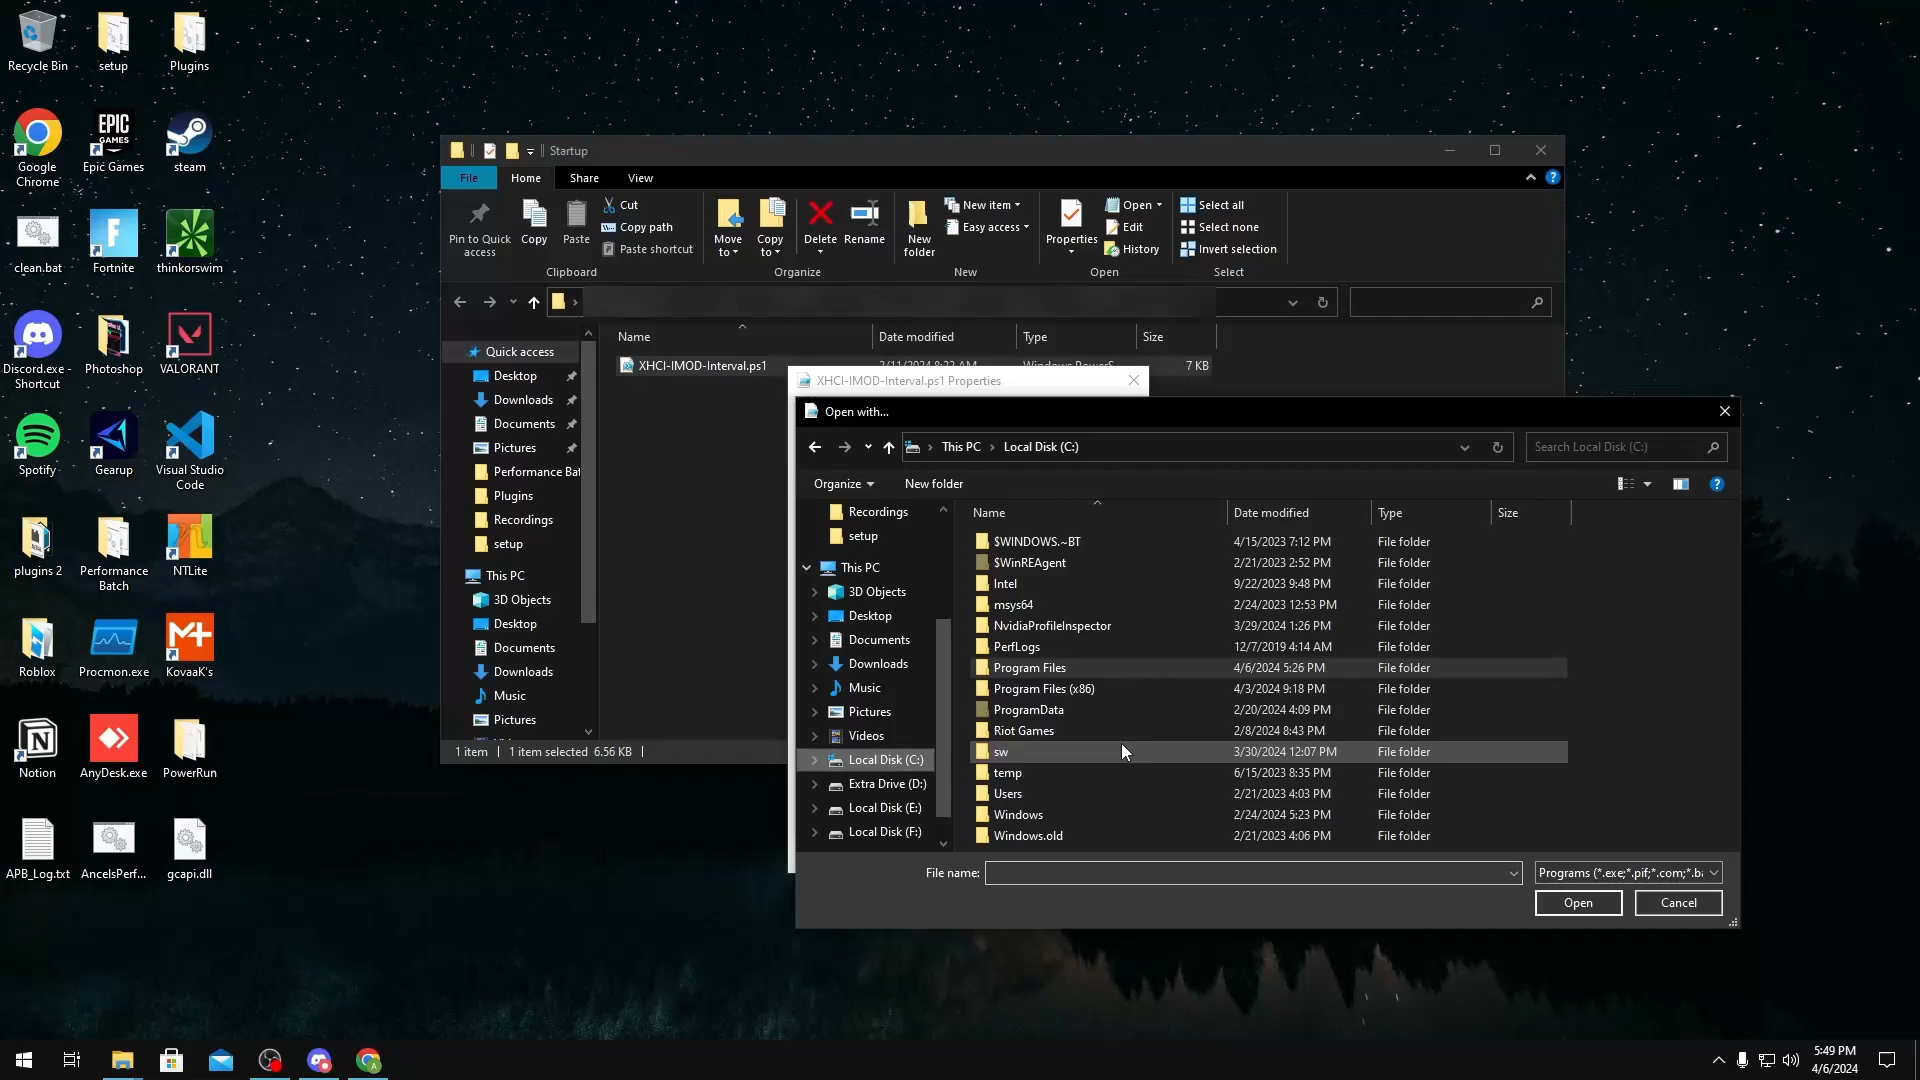 Recycle Bin
setup
Plugins
Google
Chrome
EPIC
GAMES
Epic Games
steam
clean.bat
Fortnite
thinkorswim
Discord.exe -
Shortcut
Photoshop
VALORANT
Spotify
Gearup
Visual Studio
Code
plugins 2
Performance
Batch
NTLite
Roblox
Procmon.exe
KovaaK's
Notion
AnyDesk.exe
PowerRun
APB_Log.txt
AncelsPerf...
gcapi.dll
Startup
File
Home
Share
View
Pin to Quick
access
Copy
Paste
Cut
Copy path
Paste shortcut
Clipboard
Move
to
Copy
to
Delete
Rename
Organize
New
folder
New item
Easy access
New
Properties
Open
Edit
History
Open
Select all
Select none
Invert selection
Select
Name
Date modified
Type
Size
XHCI-IMOD-Interval.ps1
2/11/2024 8:22 AM
Windows PowerS...
7 KB
Quick access
Desktop
Downloads
Documents
Pictures
Performance Bat
Plugins
Recordings
setup
This PC
3D Objects
Desktop
Documents
Downloads
Music
Pictures
1 item
1 item selected 6.56 KB
XHCI-IMOD-Interval.ps1 Properties
Open with...
This PC > Local Disk (C:)
Search Local Disk (C:)
Organize
New folder
Recordings
setup
This PC
3D Objects
Desktop
Documents
Downloads
Music
Pictures
Videos
Local Disk (C:)
Extra Drive (D:)
Local Disk (E:)
Local Disk (F:)
Name Date modified Type Size
$WINDOWS.~BT 4/15/2023 7:12 PM File folder
$WinREAgent 2/21/2023 2:52 PM File folder
Intel 9/22/2023 9:48 PM File folder
msys64 2/24/2023 12:53 PM File folder
NvidiaProfileInspector 3/29/2024 1:26 PM File folder
PerfLogs 12/7/2019 4:14 AM File folder
Program Files 4/6/2024 5:26 PM File folder
Program Files (x86) 4/3/2024 9:18 PM File folder
ProgramData 2/20/2024 4:09 PM File folder
Riot Games 2/8/2024 8:43 PM File folder
sw 3/30/2024 12:07 PM File folder
temp 6/15/2023 8:35 PM File folder
Users 2/21/2023 4:03 PM File folder
Windows 2/24/2024 5:23 PM File folder
Windows.old 2/21/2023 4:06 PM File folder
File name:
Programs (*.exe;*.pif;*.com;*.ba
Open
Cancel
5:49 PM
4/6/2024